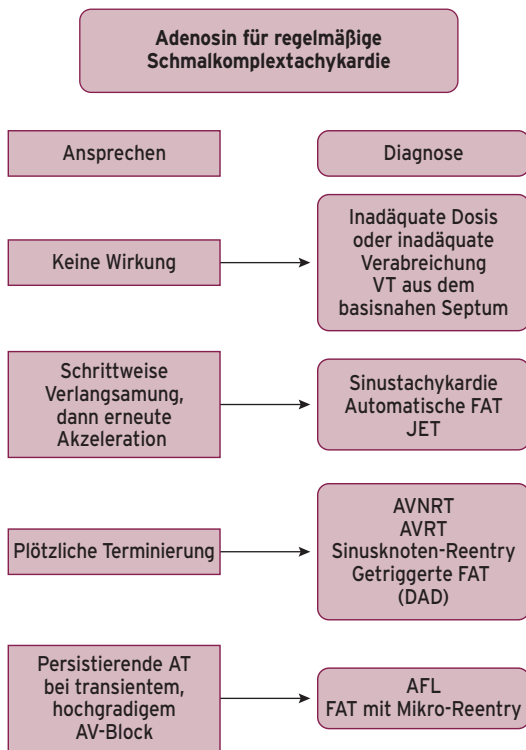 Adenosin für regelmäßige
Schmalkomplextachykardie
Ansprechen
Diagnose
Keine Wirkung
Inadäquate Dosis
oder inadäquate
Verabreichung
VT aus dem
basisnahen Septum
Schrittweise
Verlangsamung,
dann erneute
Akzeleration
Sinustachykardie
Automatische FAT
JET
Plötzliche Terminierung
AVNRT
AVRT
Sinusknoten-Reentry
Getriggerte FAT
(DAD)
Persistierende AT
bei transientem,
hochgradigem
AV-Block
AFL
FAT mit Mikro-Reentry